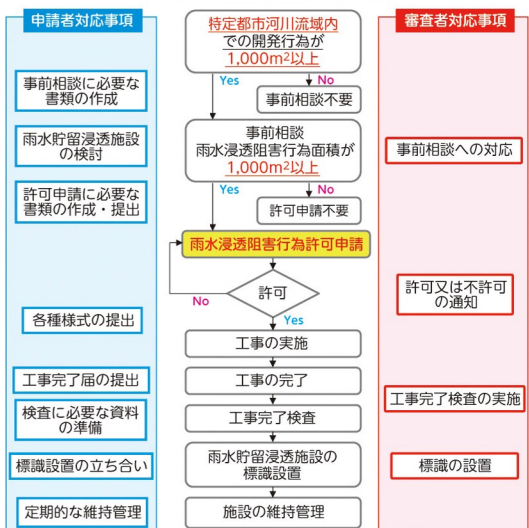 申請者対応事項
事前相談に必要な
書類の作成
雨水貯留浸透施設
の検討
許可申請に必要な
書類の作成・提出
各種様式の提出
工事完了届の提出
検査に必要な資料
の準備
標識設置の立ち合い
定期的な維持管理
特定都市河川流域内
での開発行為が
1,000m²以上
Yes
No
事前相談不要
事前相談
雨水浸透阻害行為面積が
1,000m²以上
Yes
No
許可申請不要
雨水浸透阻害行為許可申請
許可
No
Yes
工事の実施
工事の完了
工事完了検査
雨水貯留浸透施設の
標識設置
施設の維持管理
審査者対応事項
事前相談への対応
許可又は不許可
の通知
工事完了検査の実施
標識の設置